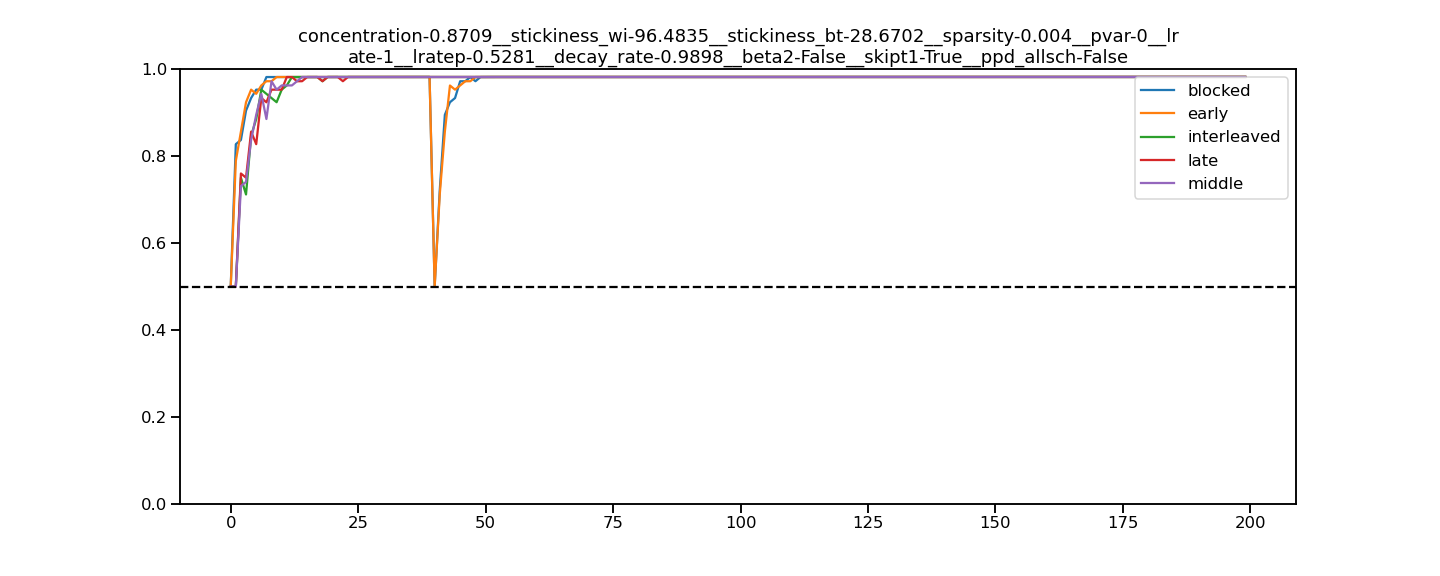 concentration-0.8709__stickiness_wi-96.4835__stickiness_bt-28.6702__sparsity-0.004__pvar-0__lr
ate-1__lratep-0.5281__decay_rate-0.9898__beta2-False__skipt1-True__ppd_allsch-False
1.0
0.8
0.6
0.4
0.2
0.0
blocked
early
interleaved
late
middle
0 25 50 75 100 125 150 175 200